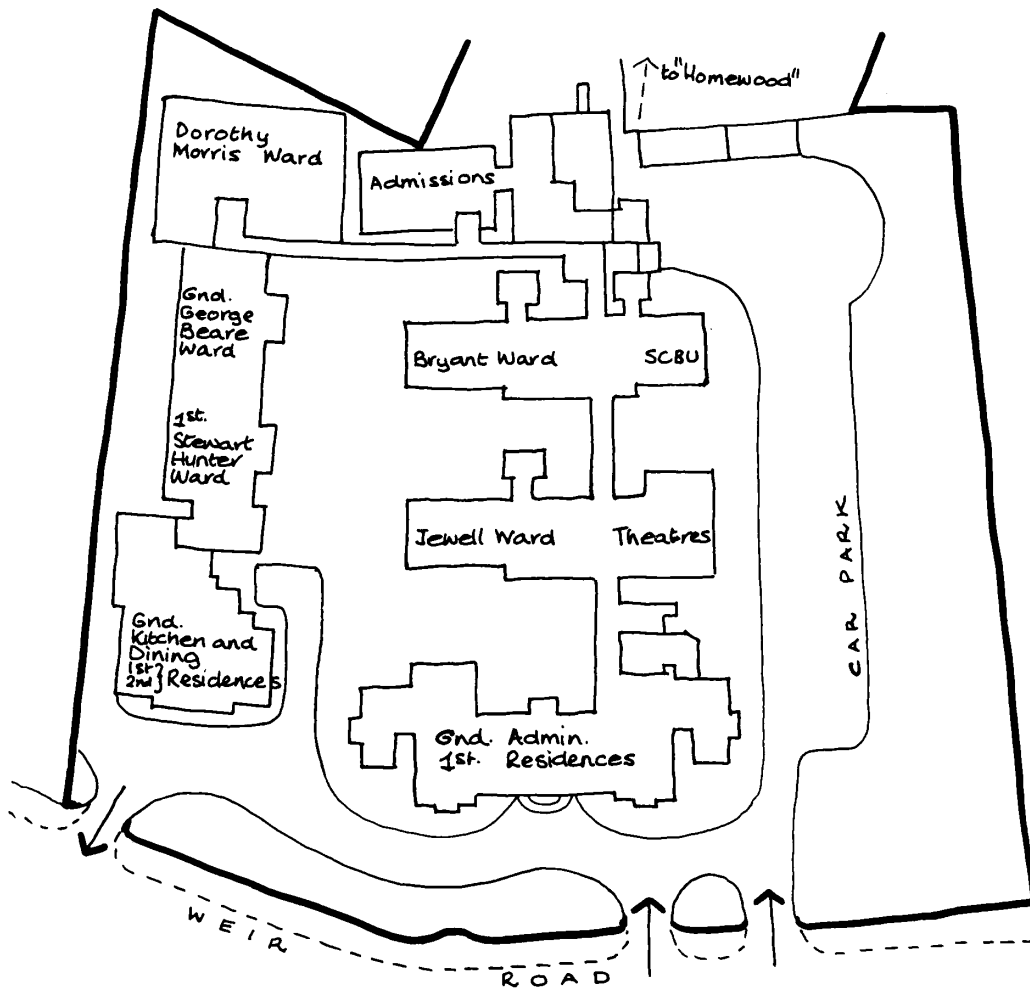 to "Homewood"
Dorothy
Morris Ward
Admissions
Gnd.
George
Beare
Ward
1st.
Stewart
Hunter
Ward
Bryant Ward
SCBU
Jewell Ward
Theatres
CAR PARK
Gnd.
Kitchen and
Dining
1st } Residences
2nd
Gnd. Admin.
1st. Residences
WEIR
ROAD